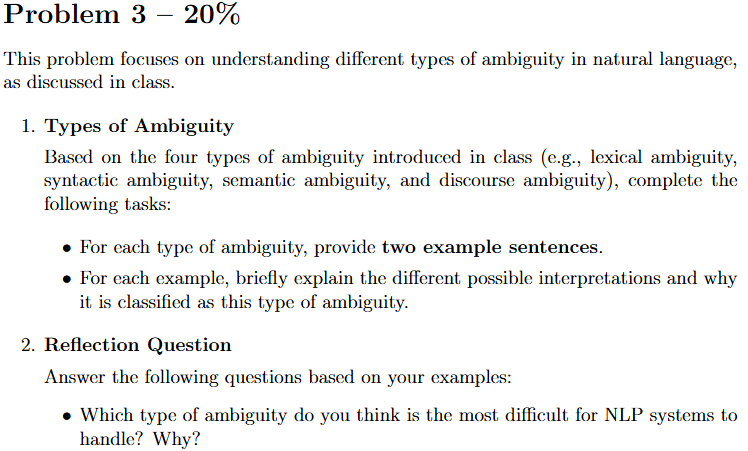 Problem 3 – 20%
This problem focuses on understanding different types of ambiguity in natural language,
as discussed in class.
1. Types of Ambiguity
Based on the four types of ambiguity introduced in class (e.g., lexical ambiguity,
syntactic ambiguity, semantic ambiguity, and discourse ambiguity), complete the
following tasks:
• For each type of ambiguity, provide two example sentences.
• For each example, briefly explain the different possible interpretations and why
it is classified as this type of ambiguity.
2. Reflection Question
Answer the following questions based on your examples:
• Which type of ambiguity do you think is the most difficult for NLP systems to
handle? Why?